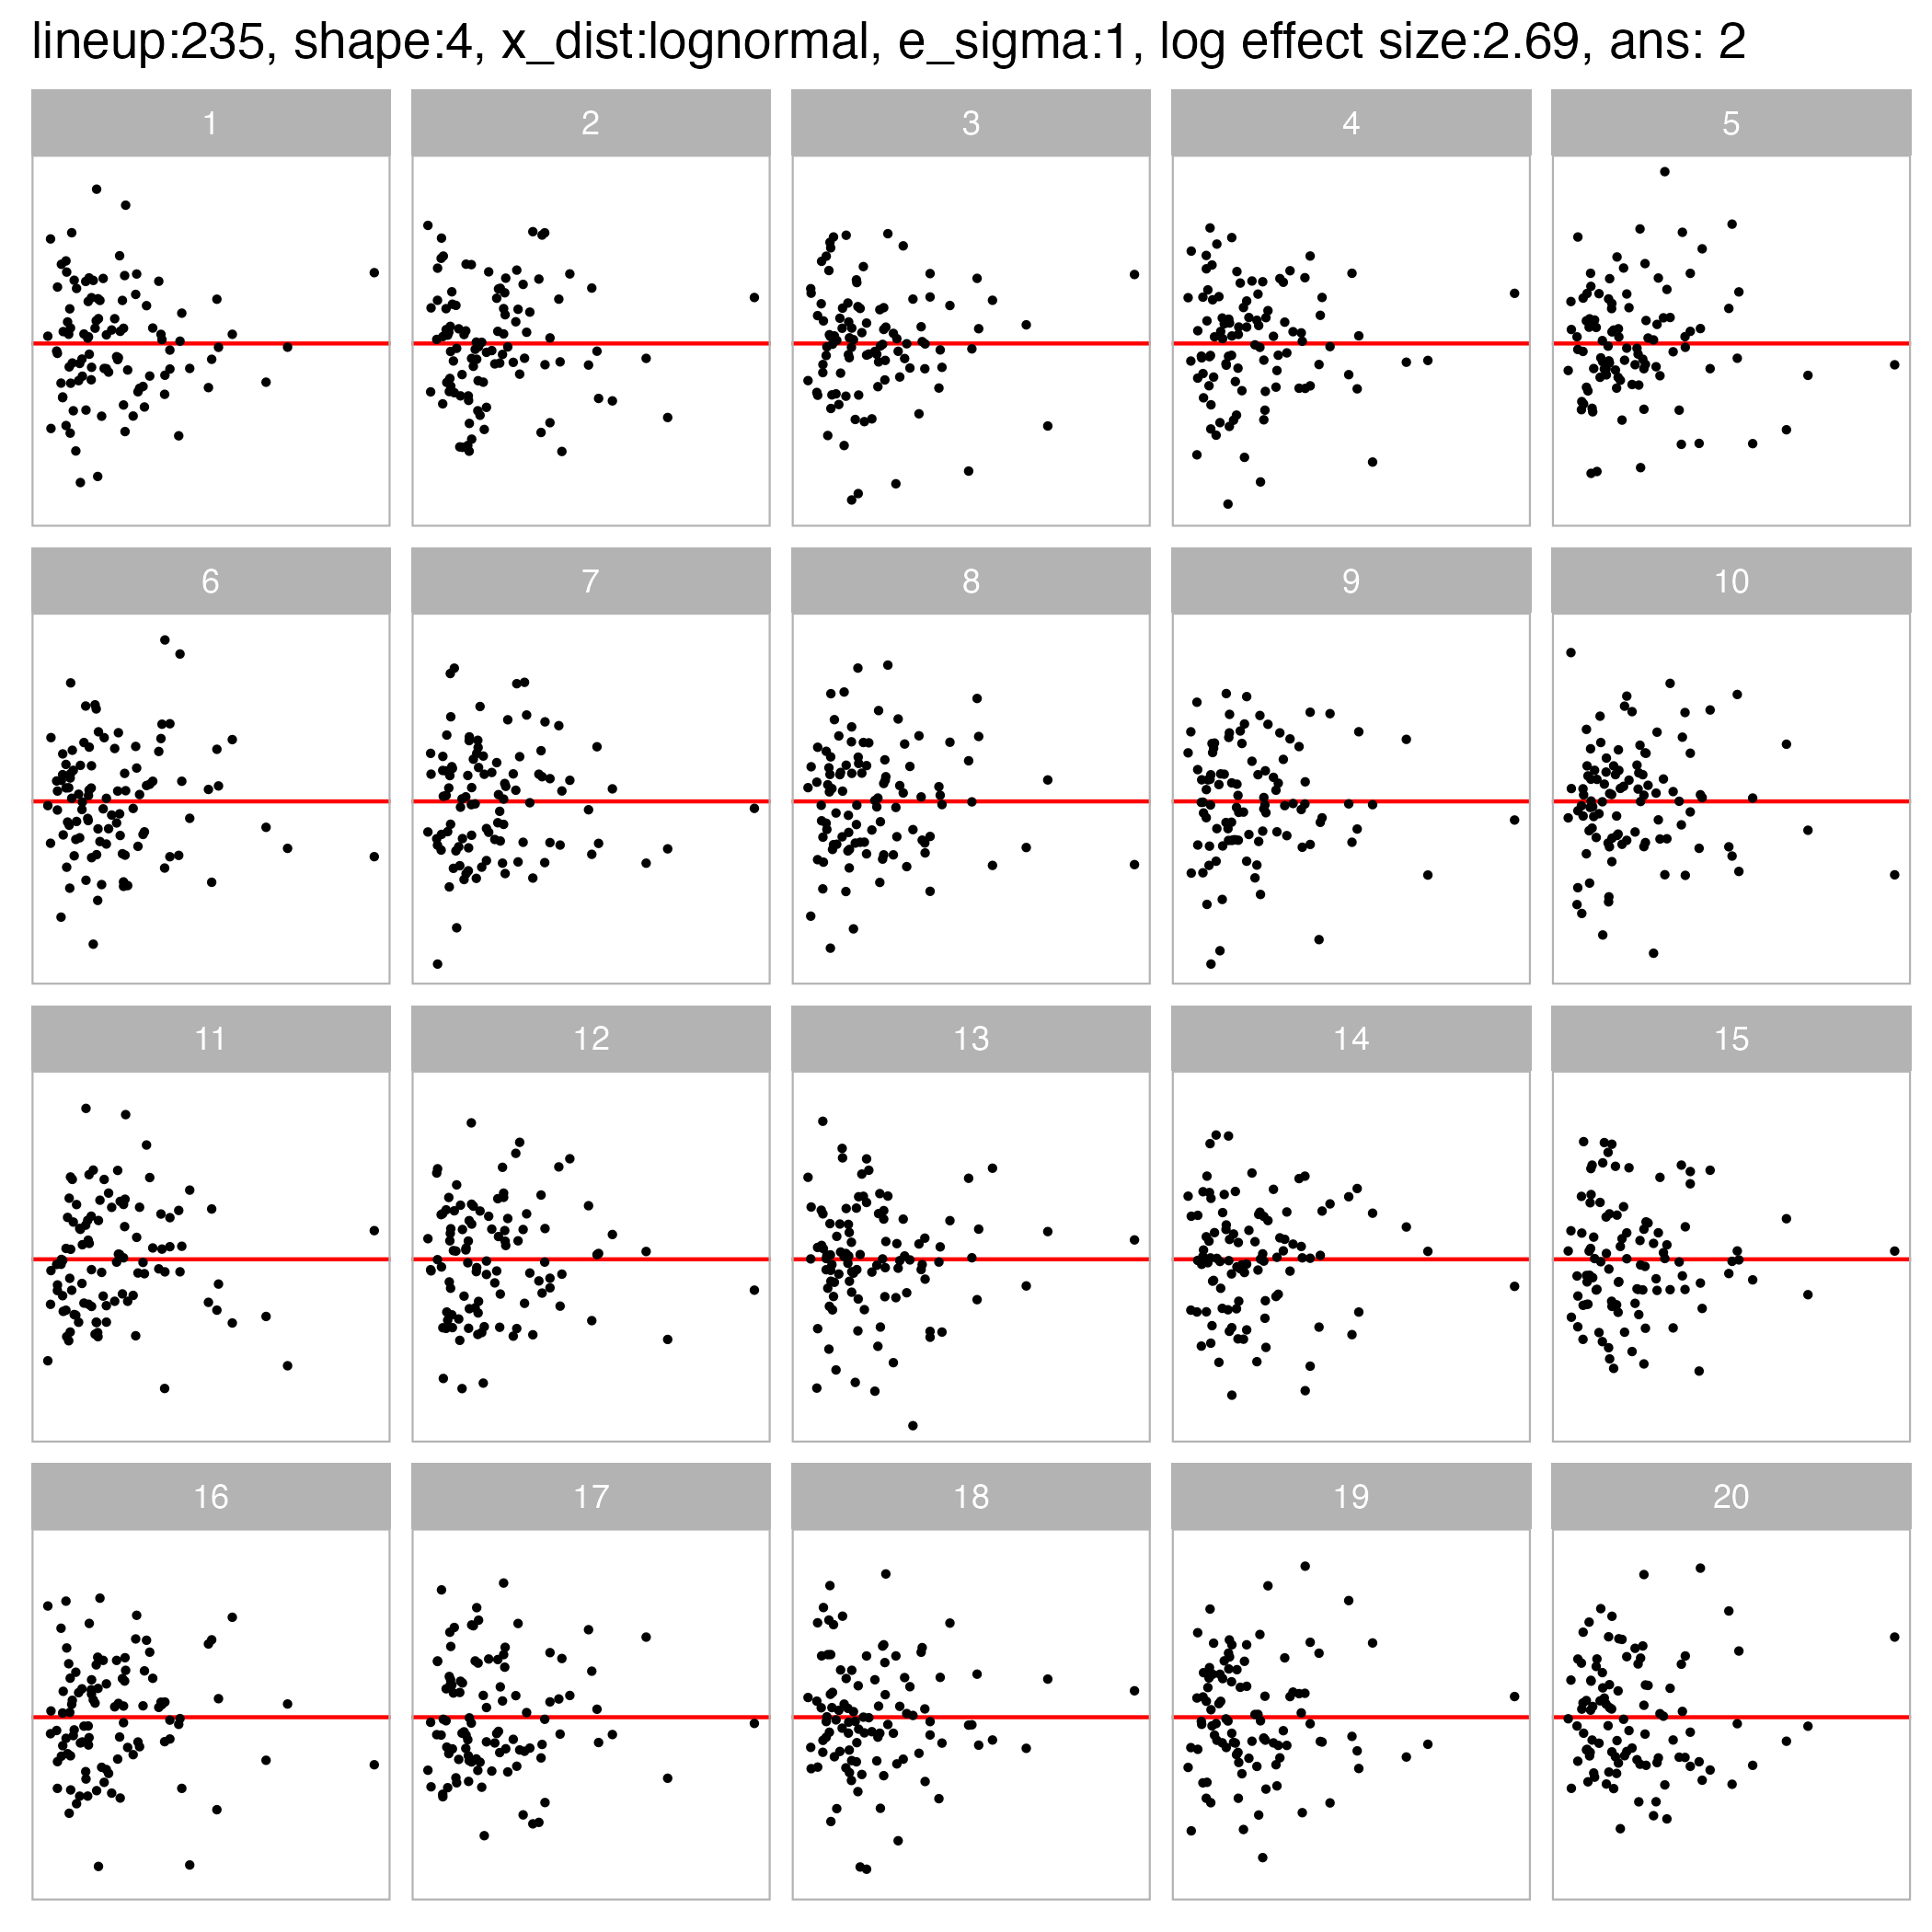 lineup:235, shape:4, x_dist:lognormal, e_sigma:1, log effect size:2.69, ans: 2
1 2 3 4 5
6 7 8 9 10
11 12 13 14 15
16 17 18 19 20